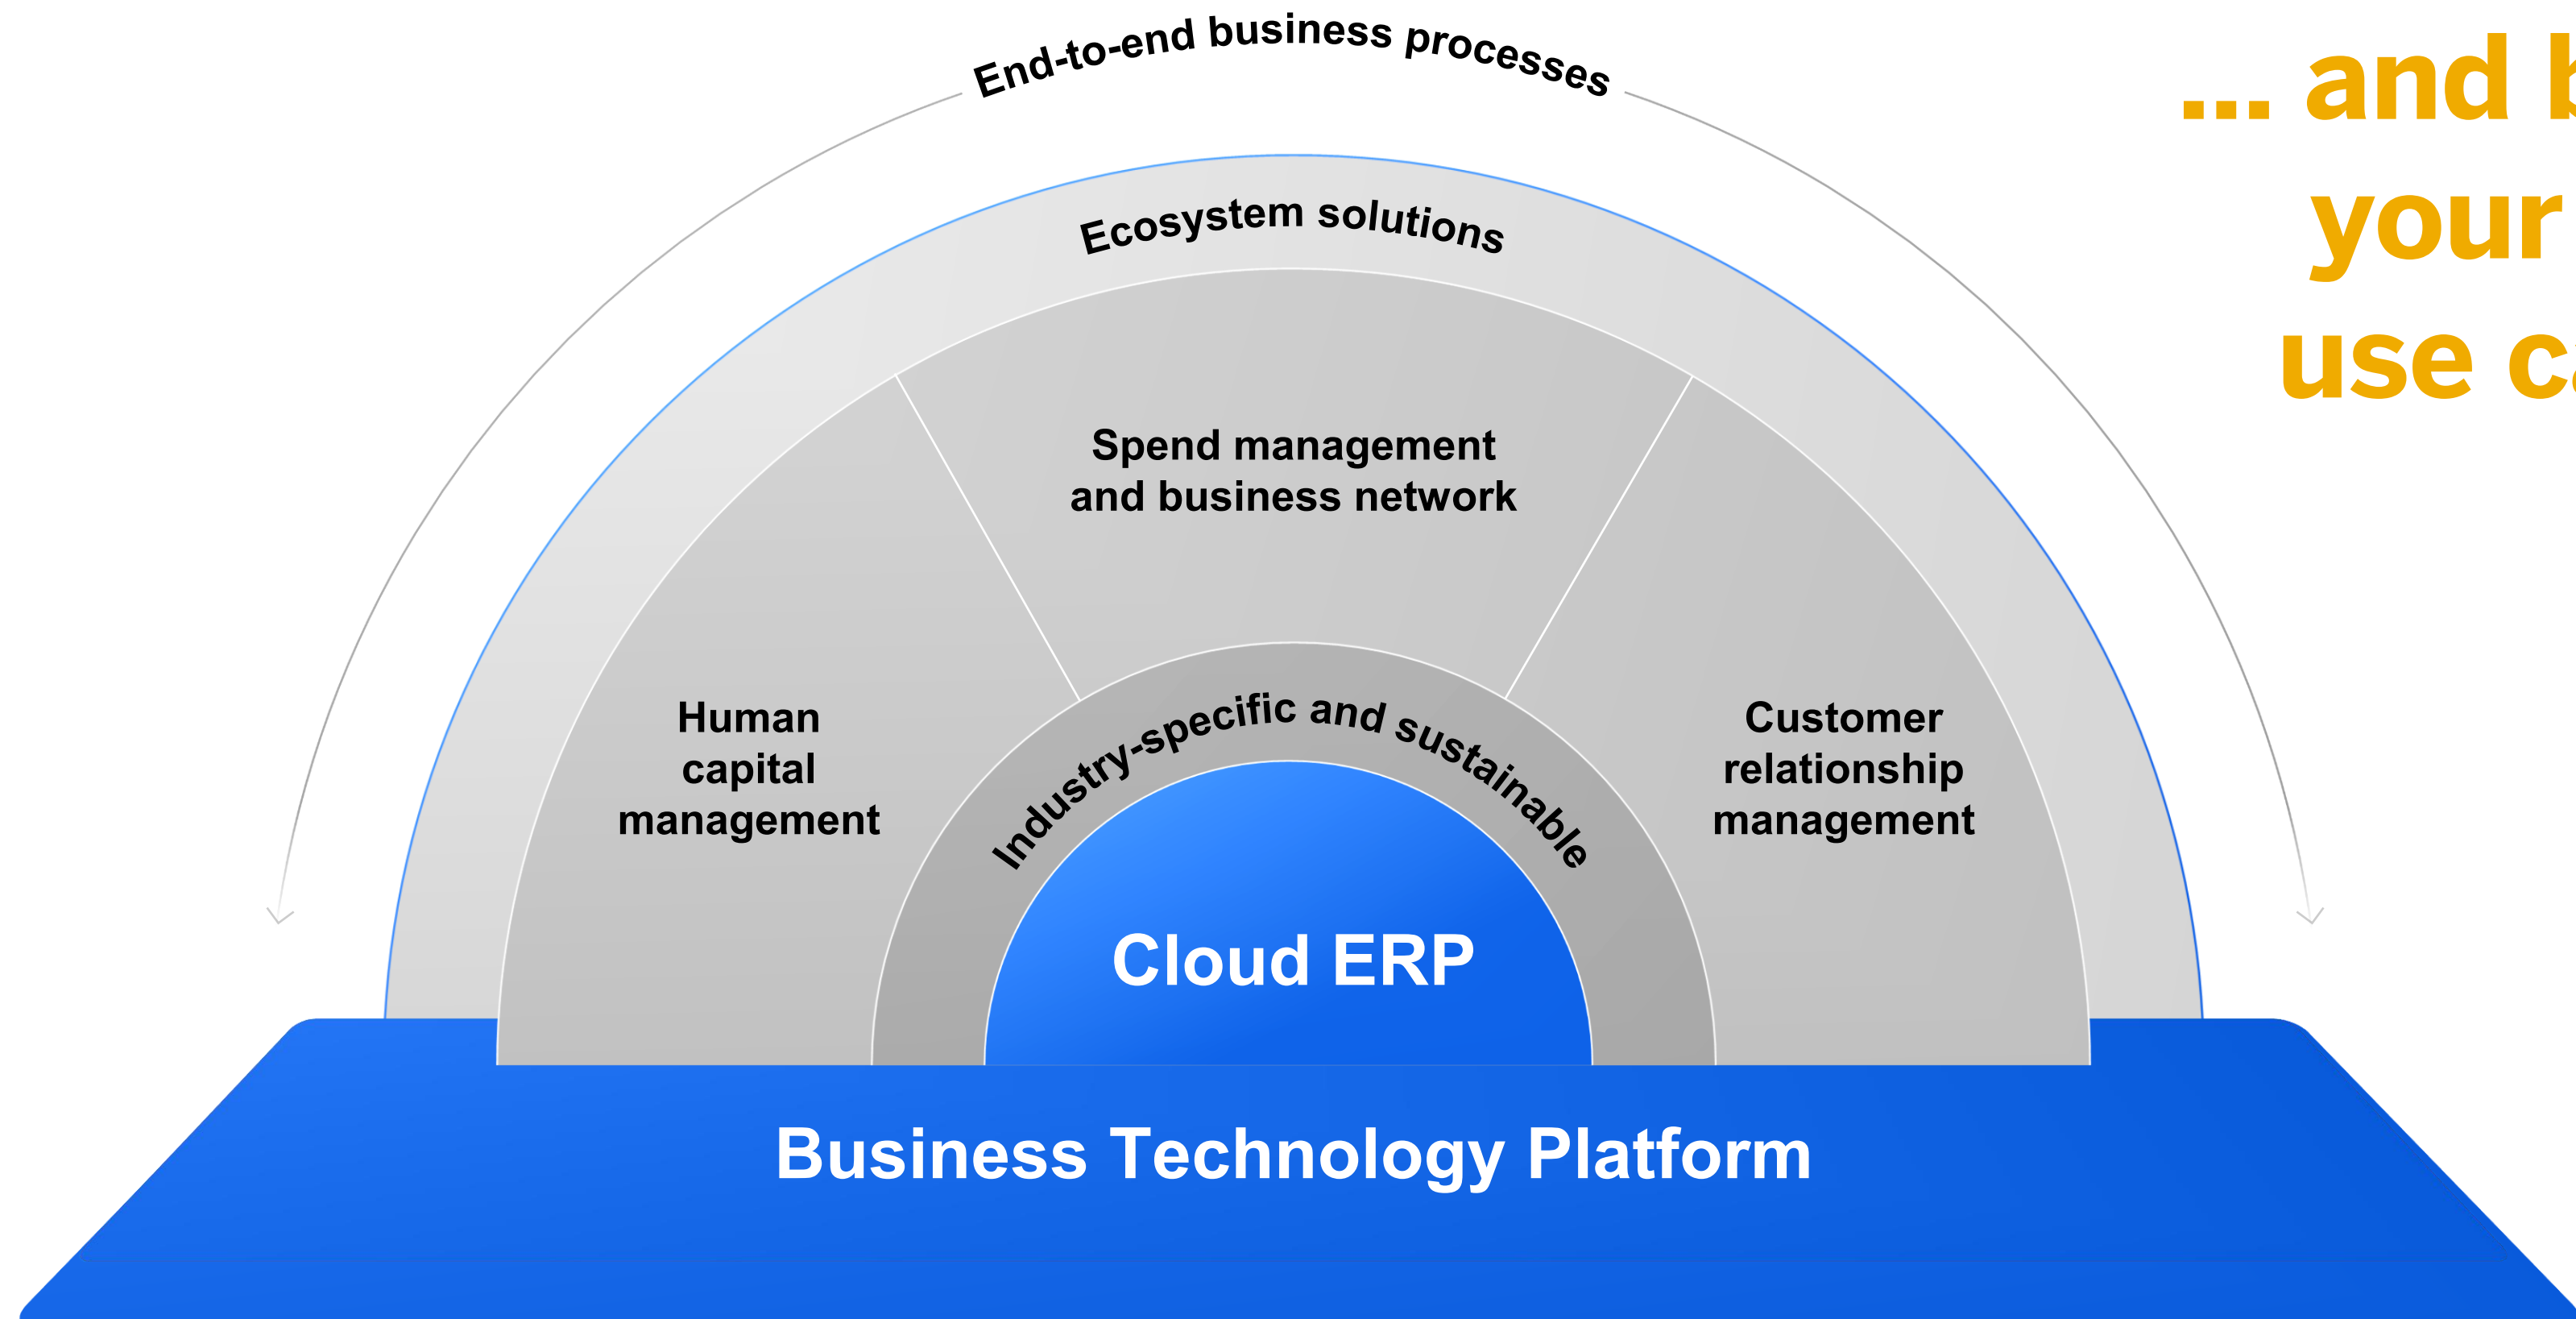 End-to-end business processes
... and
your
use
Ecosystem solutions
Spend management
and business network
Human
capital
management
Customer
relationship
management
Industry-specific and sustainable
Cloud ERP
Business Technology Platform